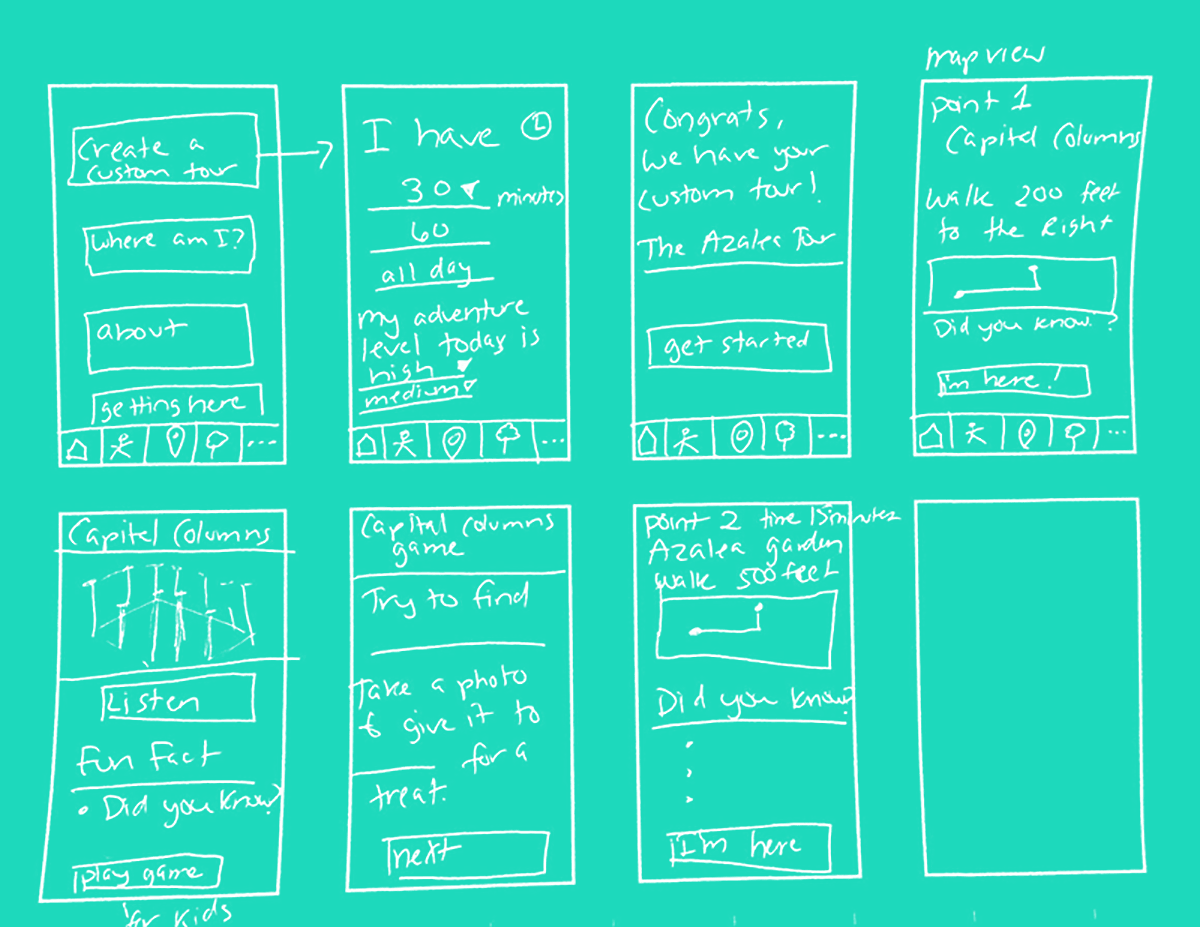 Create a
custom tour
where am I?
about
getting here
I have
30
minutes
60
all day
my adventure
level today is
high
medium
Congrats,
we have your
custom tour!
The Azalea Tour
get started
map view
point 1
Capital Columns
walk 200 feet
to the Right
Did you know?
i'm here!
Capitel Columns
Listen
Fun Fact
• Did you know?
play game
for kids
Capital columns
game
Try to find
Take a photo
& give it to
for a
treat.
next
point 2 time 15 minutes
Azalea garden
walk 500 feet
Did you know?
I'm here